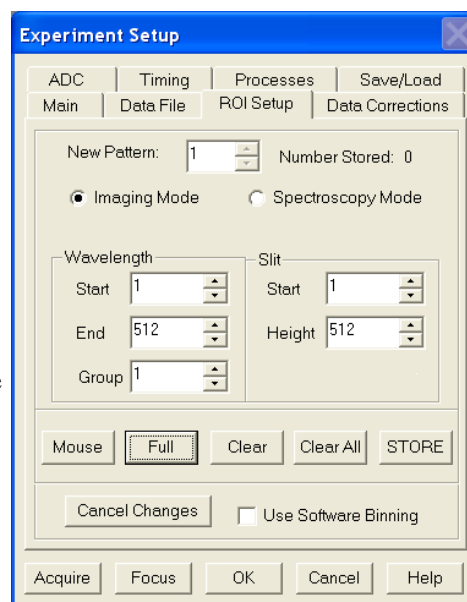 Experiment Setup
ADC Timing Processes Save/Load
Main Data File ROI Setup Data Corrections
New Pattern: 1 Number Stored: 0
Imaging Mode Spectroscopy Mode
Wavelength Slit
Start 1 Start 1
End 512 Height 512
Group 1
Mouse Full Clear Clear All STORE
Cancel Changes Use Software Binning
Acquire Focus OK Cancel Help